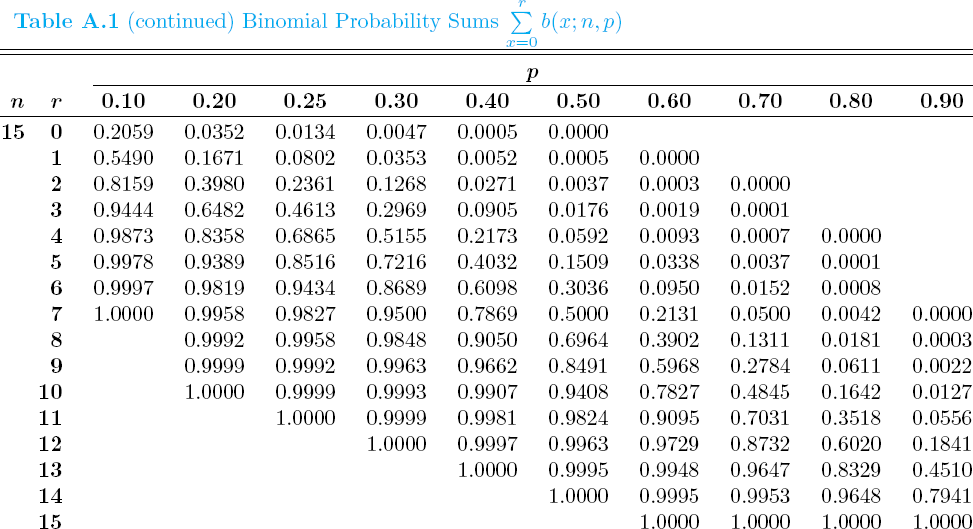 Table A.1 (continued) Binomial Probability Sums r∑x=0 b(x; n, p)
p
n r 0.10 0.20 0.25 0.30 0.40 0.50 0.60 0.70 0.80 0.90
15 0 0.2059 0.0352 0.0134 0.0047 0.0005 0.0000
1 0.5490 0.1671 0.0802 0.0353 0.0052 0.0005 0.0000
2 0.8159 0.3980 0.2361 0.1268 0.0271 0.0037 0.0003 0.0000
3 0.9444 0.6482 0.4613 0.2969 0.0905 0.0176 0.0019 0.0001
4 0.9873 0.8358 0.6865 0.5155 0.2173 0.0592 0.0093 0.0007 0.0000
5 0.9978 0.9389 0.8516 0.7216 0.4032 0.1509 0.0338 0.0037 0.0001
6 0.9997 0.9819 0.9434 0.8689 0.6098 0.3036 0.0950 0.0152 0.0008
7 1.0000 0.9958 0.9827 0.9500 0.7869 0.5000 0.2131 0.0500 0.0042 0.0000
8 0.9992 0.9958 0.9848 0.9050 0.6964 0.3902 0.1311 0.0181 0.0003
9 0.9999 0.9992 0.9963 0.9662 0.8491 0.5968 0.2784 0.0611 0.0022
10 1.0000 0.9999 0.9993 0.9907 0.9408 0.7827 0.4845 0.1642 0.0127
11 1.0000 0.9999 0.9981 0.9824 0.9095 0.7031 0.3518 0.0556
12 1.0000 0.9997 0.9963 0.9729 0.8732 0.6020 0.1841
13 1.0000 0.9995 0.9948 0.9647 0.8329 0.4510
14 1.0000 0.9995 0.9953 0.9648 0.7941
15 1.0000 1.0000 1.0000 1.0000